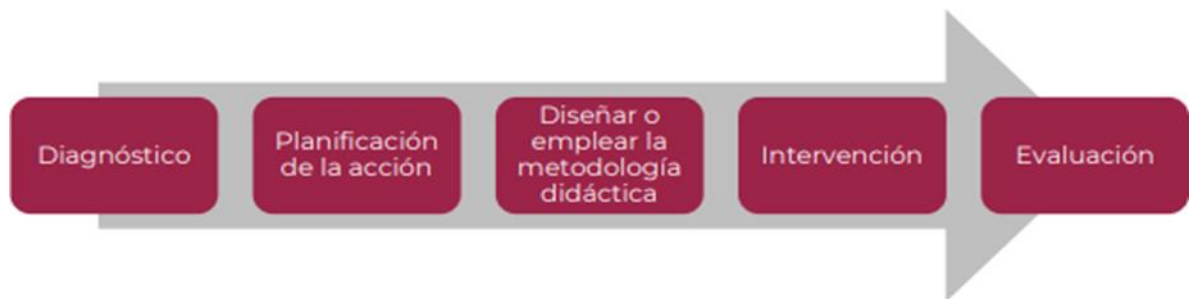 Diagnóstico
Planificación
de la acción
Diseñar o
emplear la
metodología
didáctica
Intervención
Evaluación